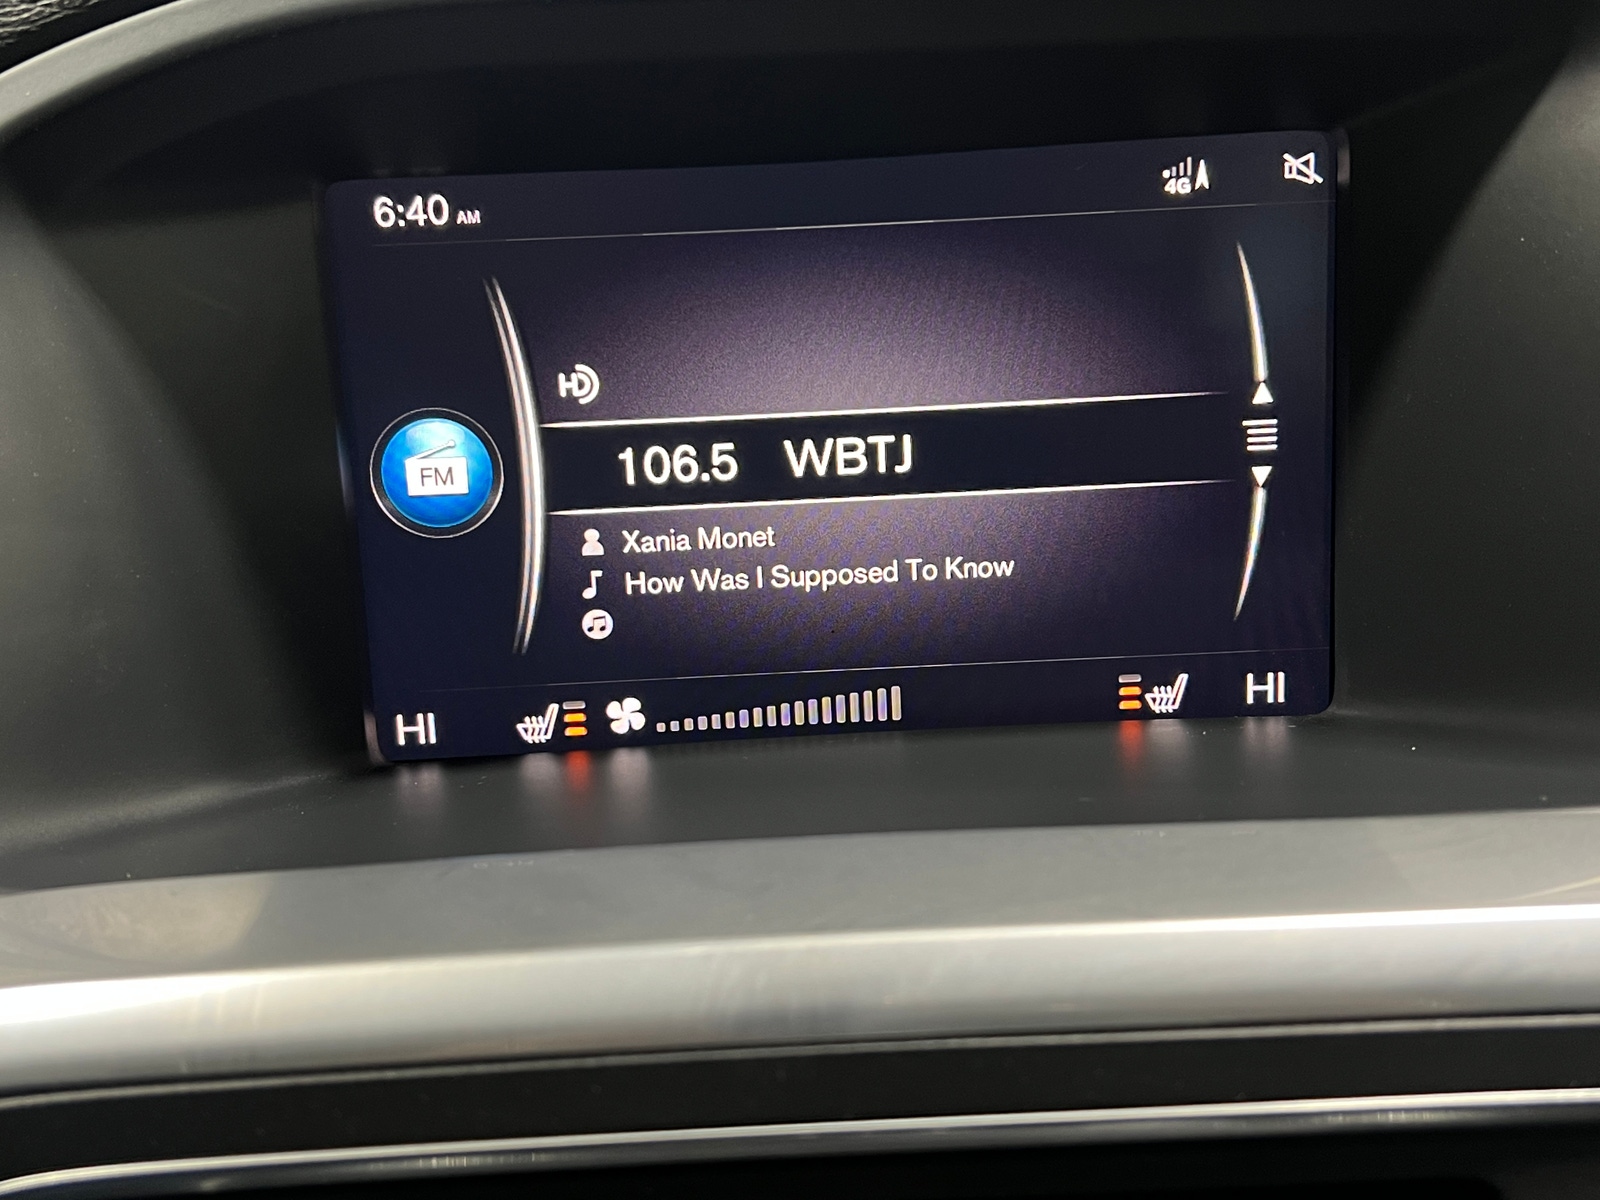 6:40 AM
4G
HD
FM
106.5 WBTJ
Xania Monet
How Was I Supposed To Know
HI
HI